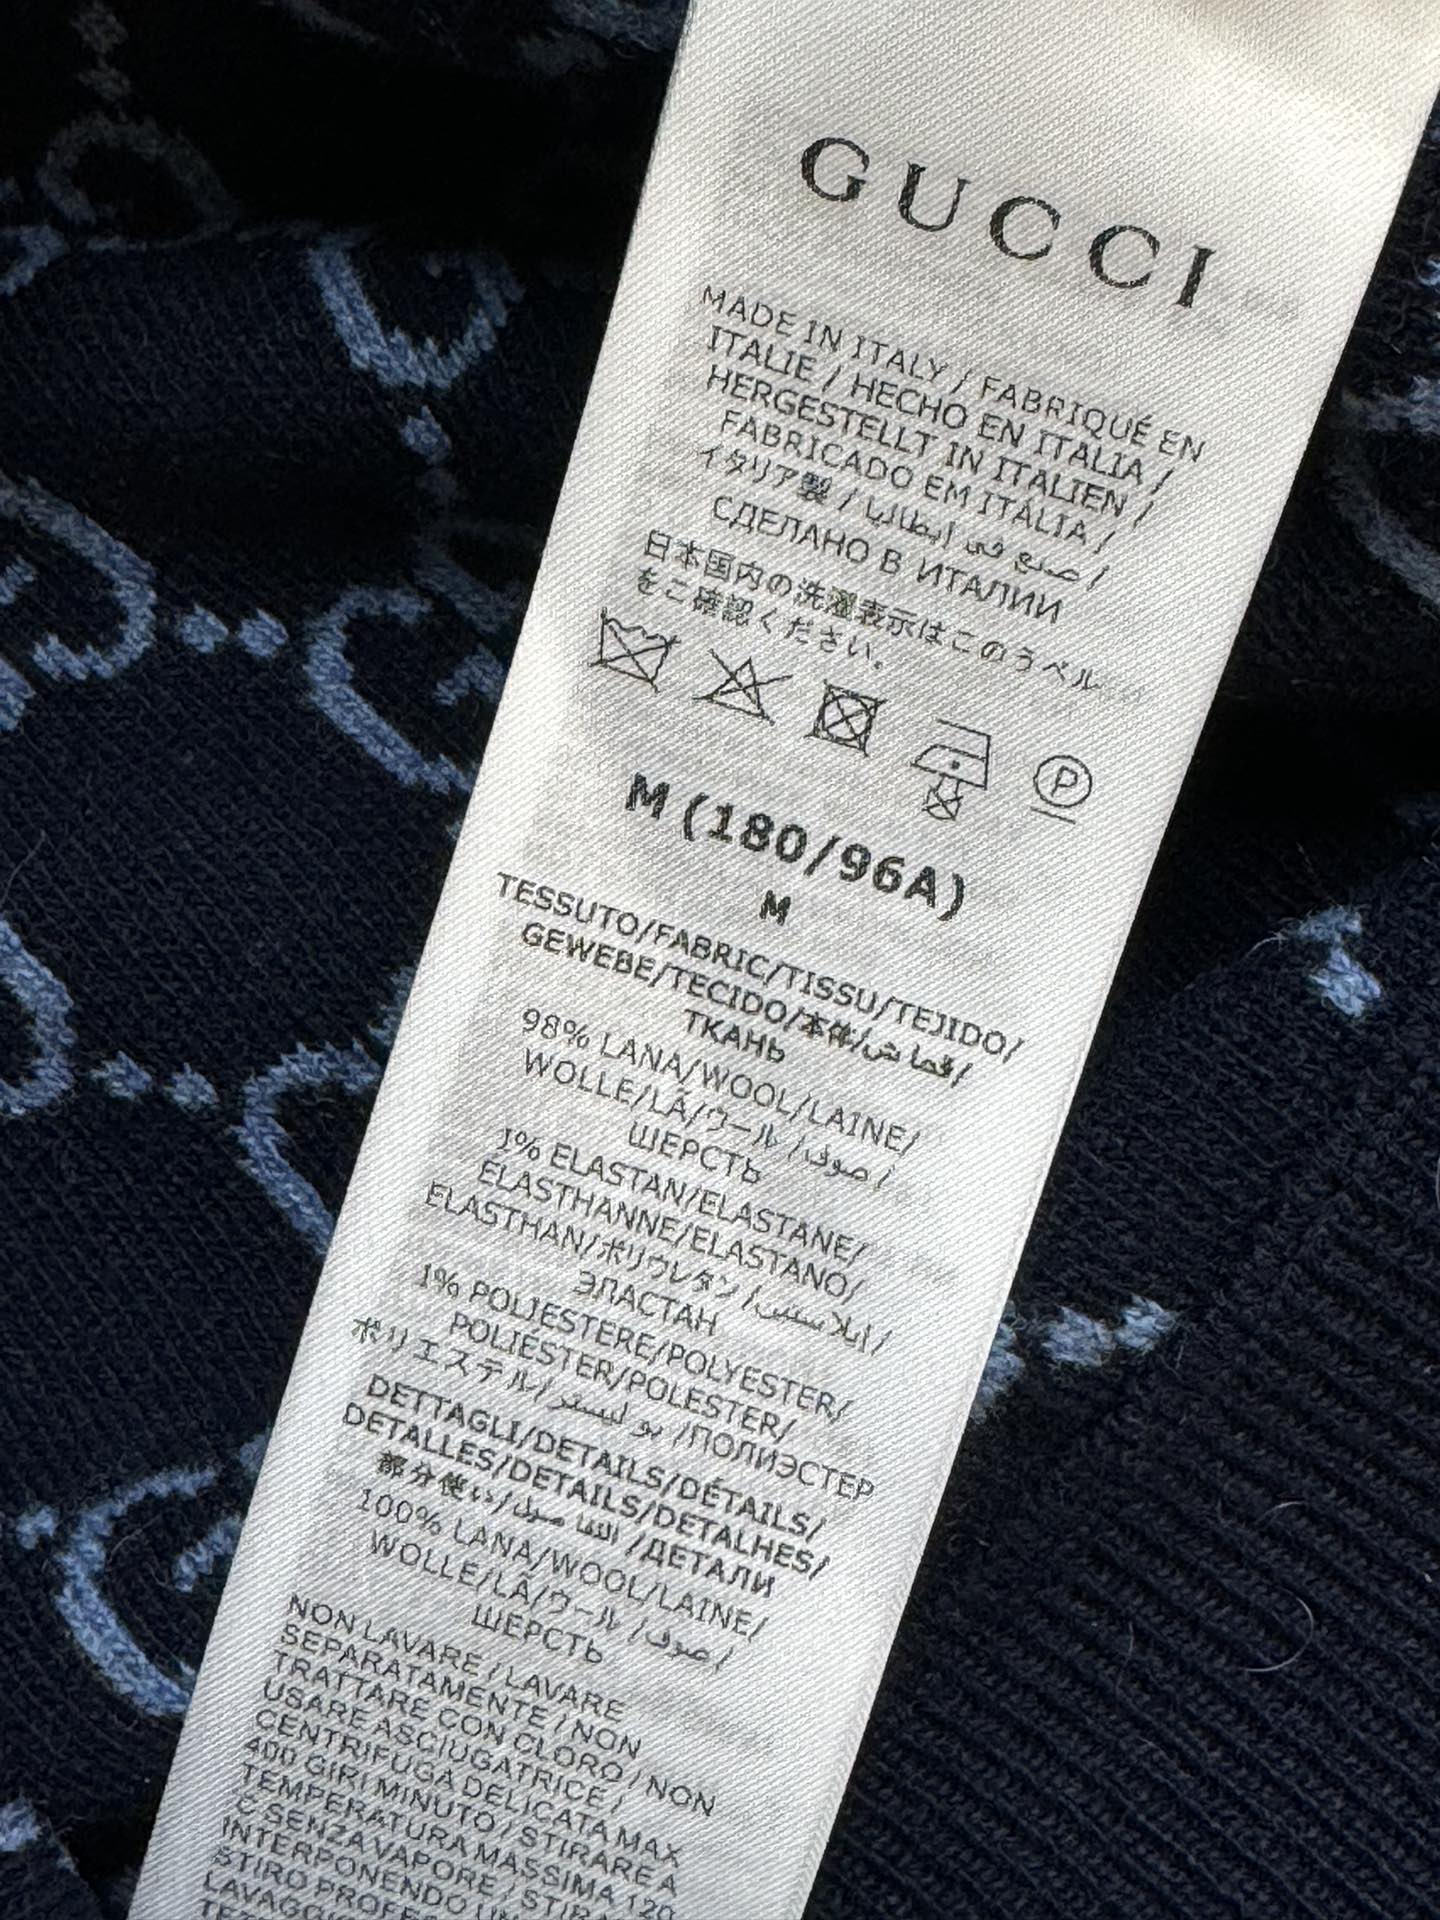 GUCCI
MADE IN ITALY / FABRIQUÉ EN
ITALIE / HECHO EN ITALIA /
HERGESTELLT IN ITALIEN /
FABRICADO EM ITÁLIA /
イタリア製 / صنع في ايطاليا /
СДЕЛАНО В ИТАЛИИ
日本国内の洗濯表示はこのラベル
をご確認ください。
P
M (180/96A)
M
TESSUTO/FABRIC/TISSU/TEJIDO/
GEWEBE/TECIDO/本体/قماش/
ТКАНЬ
98% LANA/WOOL/LAINE/
WOLLE/LÃ/ウール /صوف/
ШЕРСТЬ
1% ELASTAN/ELASTANE/
ELASTHANNE/ELASTANO/
ELASTHAN/ポリウレタン /
ЭЛАСТАН
1% POLIESTERE/POLYESTER/
POLIÉSTER/POLESTER/
ポリエステル/بوليستر /ПОЛИЭСТЕР
DETTAGLI/DETAILS/DÉTAILS/
DETALLES/DETAILS/DETALHES/
部分使い/التفاصيل /ДЕТАЛИ
100% LANA/WOOL/LAINE/
WOLLE/LÃ/ウール /صوف/
ШЕРСТЬ
NON LAVARE / LAVARE
SEPARATAMENTE / NON
TRATTARE CON CLORO / NON
USARE ASCIUGATRICE /
CENTRIFUGA DELICATA MAX
400 GIRI MINUTO / STIRARE A
TEMPERATURA MASSIMA 120
C SENZA VAPORE /
INTERPONENDO
STIRO